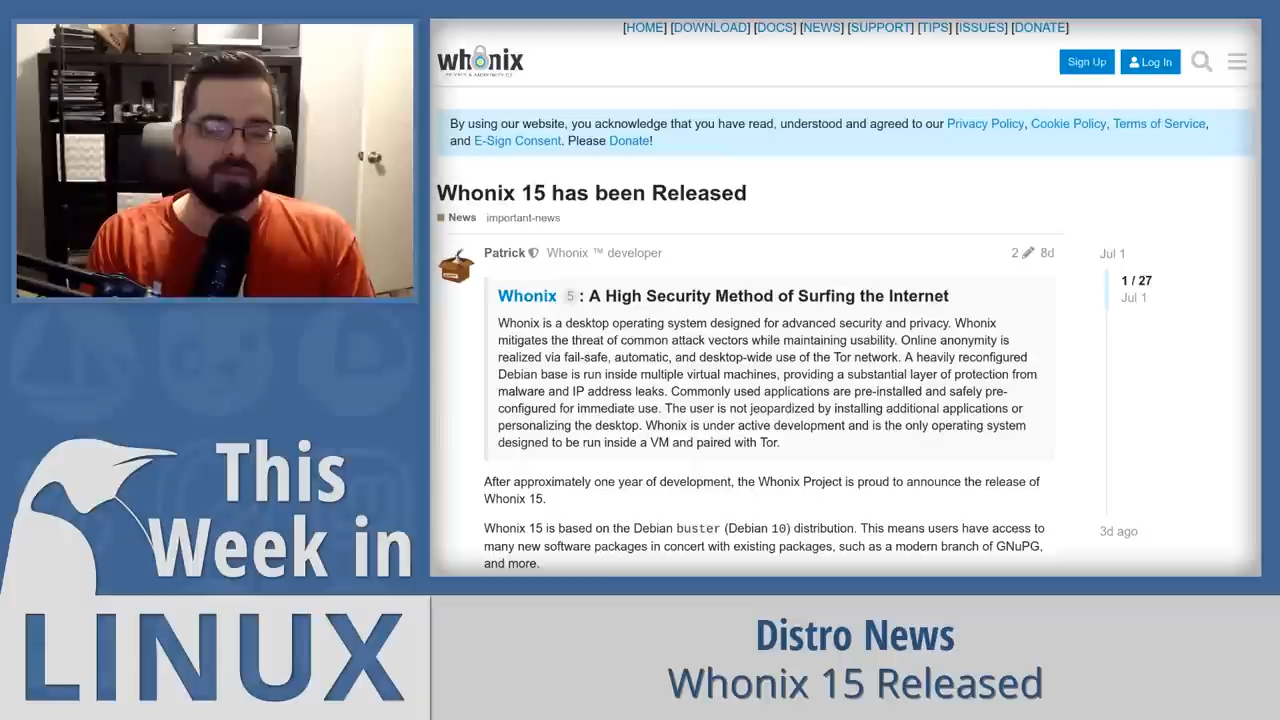 [HOME] [DOWNLOAD] [DOCS] [NEWS] [SUPPORT] [TIPS] [ISSUES] [DONATE]
whonix
Sign Up
Log In
By using our website, you acknowledge that you have read, understood and agreed to our Privacy Policy, Cookie Policy, Terms of Service,
and E-Sign Consent. Please Donate!
Whonix 15 has been Released
News important-news
Patrick Whonix ™ developer
2 8d
Jul 1
1 / 27
Jul 1
Whonix 5 : A High Security Method of Surfing the Internet
Whonix is a desktop operating system designed for advanced security and privacy. Whonix
mitigates the threat of common attack vectors while maintaining usability. Online anonymity is
realized via fail-safe, automatic, and desktop-wide use of the Tor network. A heavily reconfigured
Debian base is run inside multiple virtual machines, providing a substantial layer of protection from
malware and IP address leaks. Commonly used applications are pre-installed and safely pre-
configured for immediate use. The user is not jeopardized by installing additional applications or
personalizing the desktop. Whonix is under active development and is the only operating system
designed to be run inside a VM and paired with Tor.
After approximately one year of development, the Whonix Project is proud to announce the release of
Whonix 15.
Whonix 15 is based on the Debian buster (Debian 10) distribution. This means users have access to
many new software packages in concert with existing packages, such as a modern branch of GNuPG,
and more.
3d ago
This
Week in
LINUX
Distro News
Whonix 15 Released